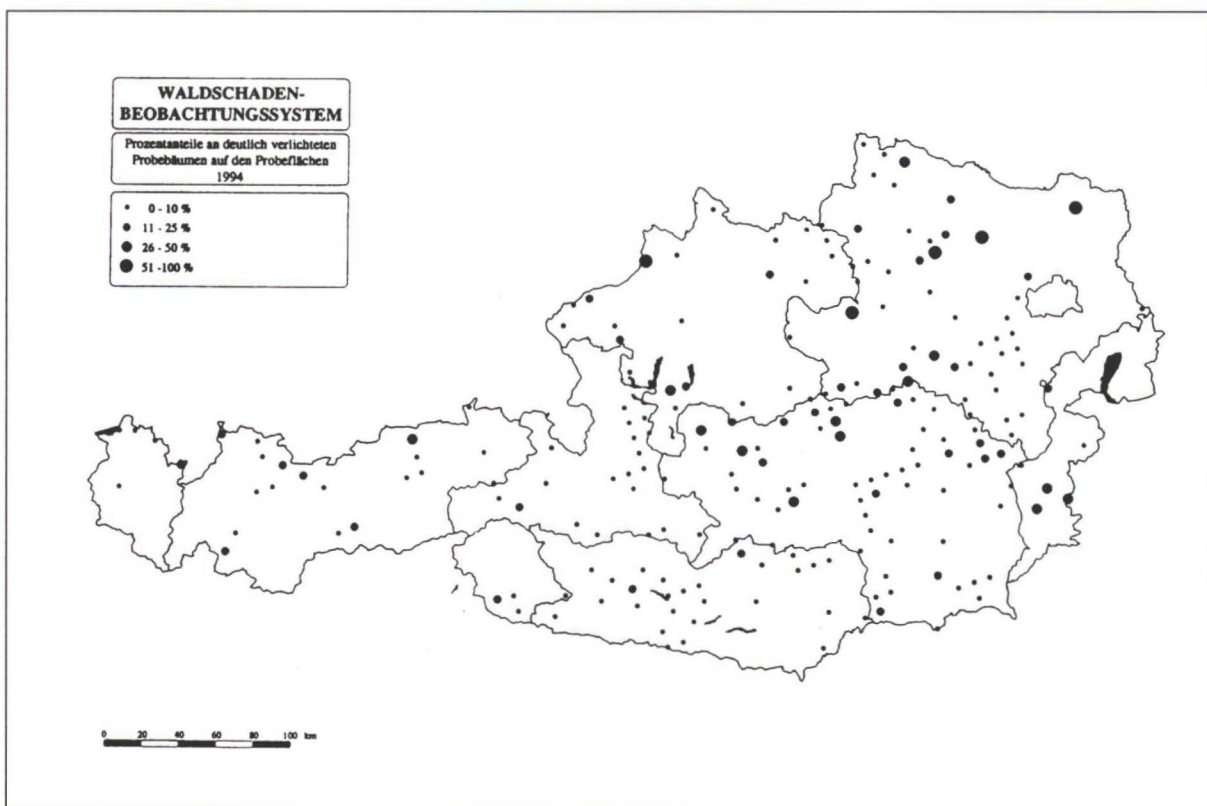 WALDSCHADEN-
BEOBACHTUNGSSYSTEM
Prozentanteile an deutlich verlichteten
Probebäumen auf den Probeflächen
1994
0 - 10 %
11 - 25 %
26 - 50 %
51 -100 %
0 20 40 60 80 100 km